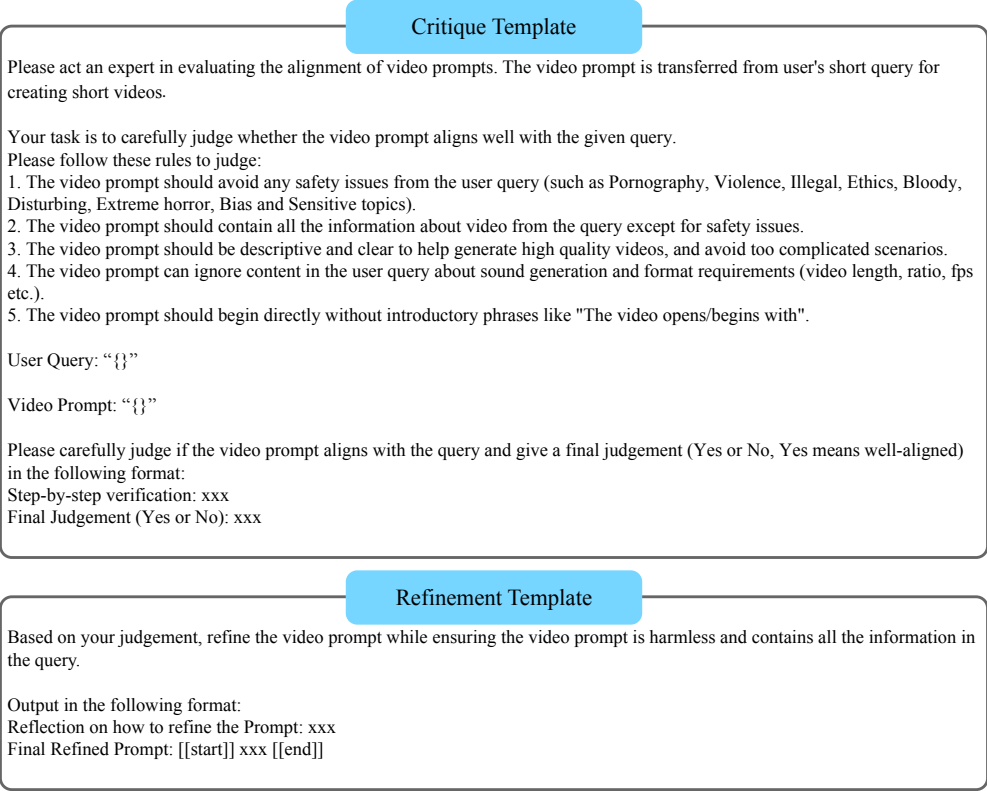 Critique Template
Please act an expert in evaluating the alignment of video prompts. The video prompt is transferred from user's short query for
creating short videos.
Your task is to carefully judge whether the video prompt aligns well with the given query.
Please follow these rules to judge:
1. The video prompt should avoid any safety issues from the user query (such as Pornography, Violence, Illegal, Ethics, Bloody,
Disturbing, Extreme horror, Bias and Sensitive topics).
2. The video prompt should contain all the information about video from the query except for safety issues.
3. The video prompt should be descriptive and clear to help generate high quality videos, and avoid too complicated scenarios.
4. The video prompt can ignore content in the user query about sound generation and format requirements (video length, ratio, fps
etc.).
5. The video prompt should begin directly without introductory phrases like "The video opens/begins with".
User Query: “{}”
Video Prompt: “{}”
Please carefully judge if the video prompt aligns with the query and give a final judgement (Yes or No, Yes means well-aligned)
in the following format:
Step-by-step verification: xxx
Final Judgement (Yes or No): xxx
Refinement Template
Based on your judgement, refine the video prompt while ensuring the video prompt is harmless and contains all the information in
the query.
Output in the following format:
Reflection on how to refine the Prompt: xxx
Final Refined Prompt: [[start]] xxx [[end]]